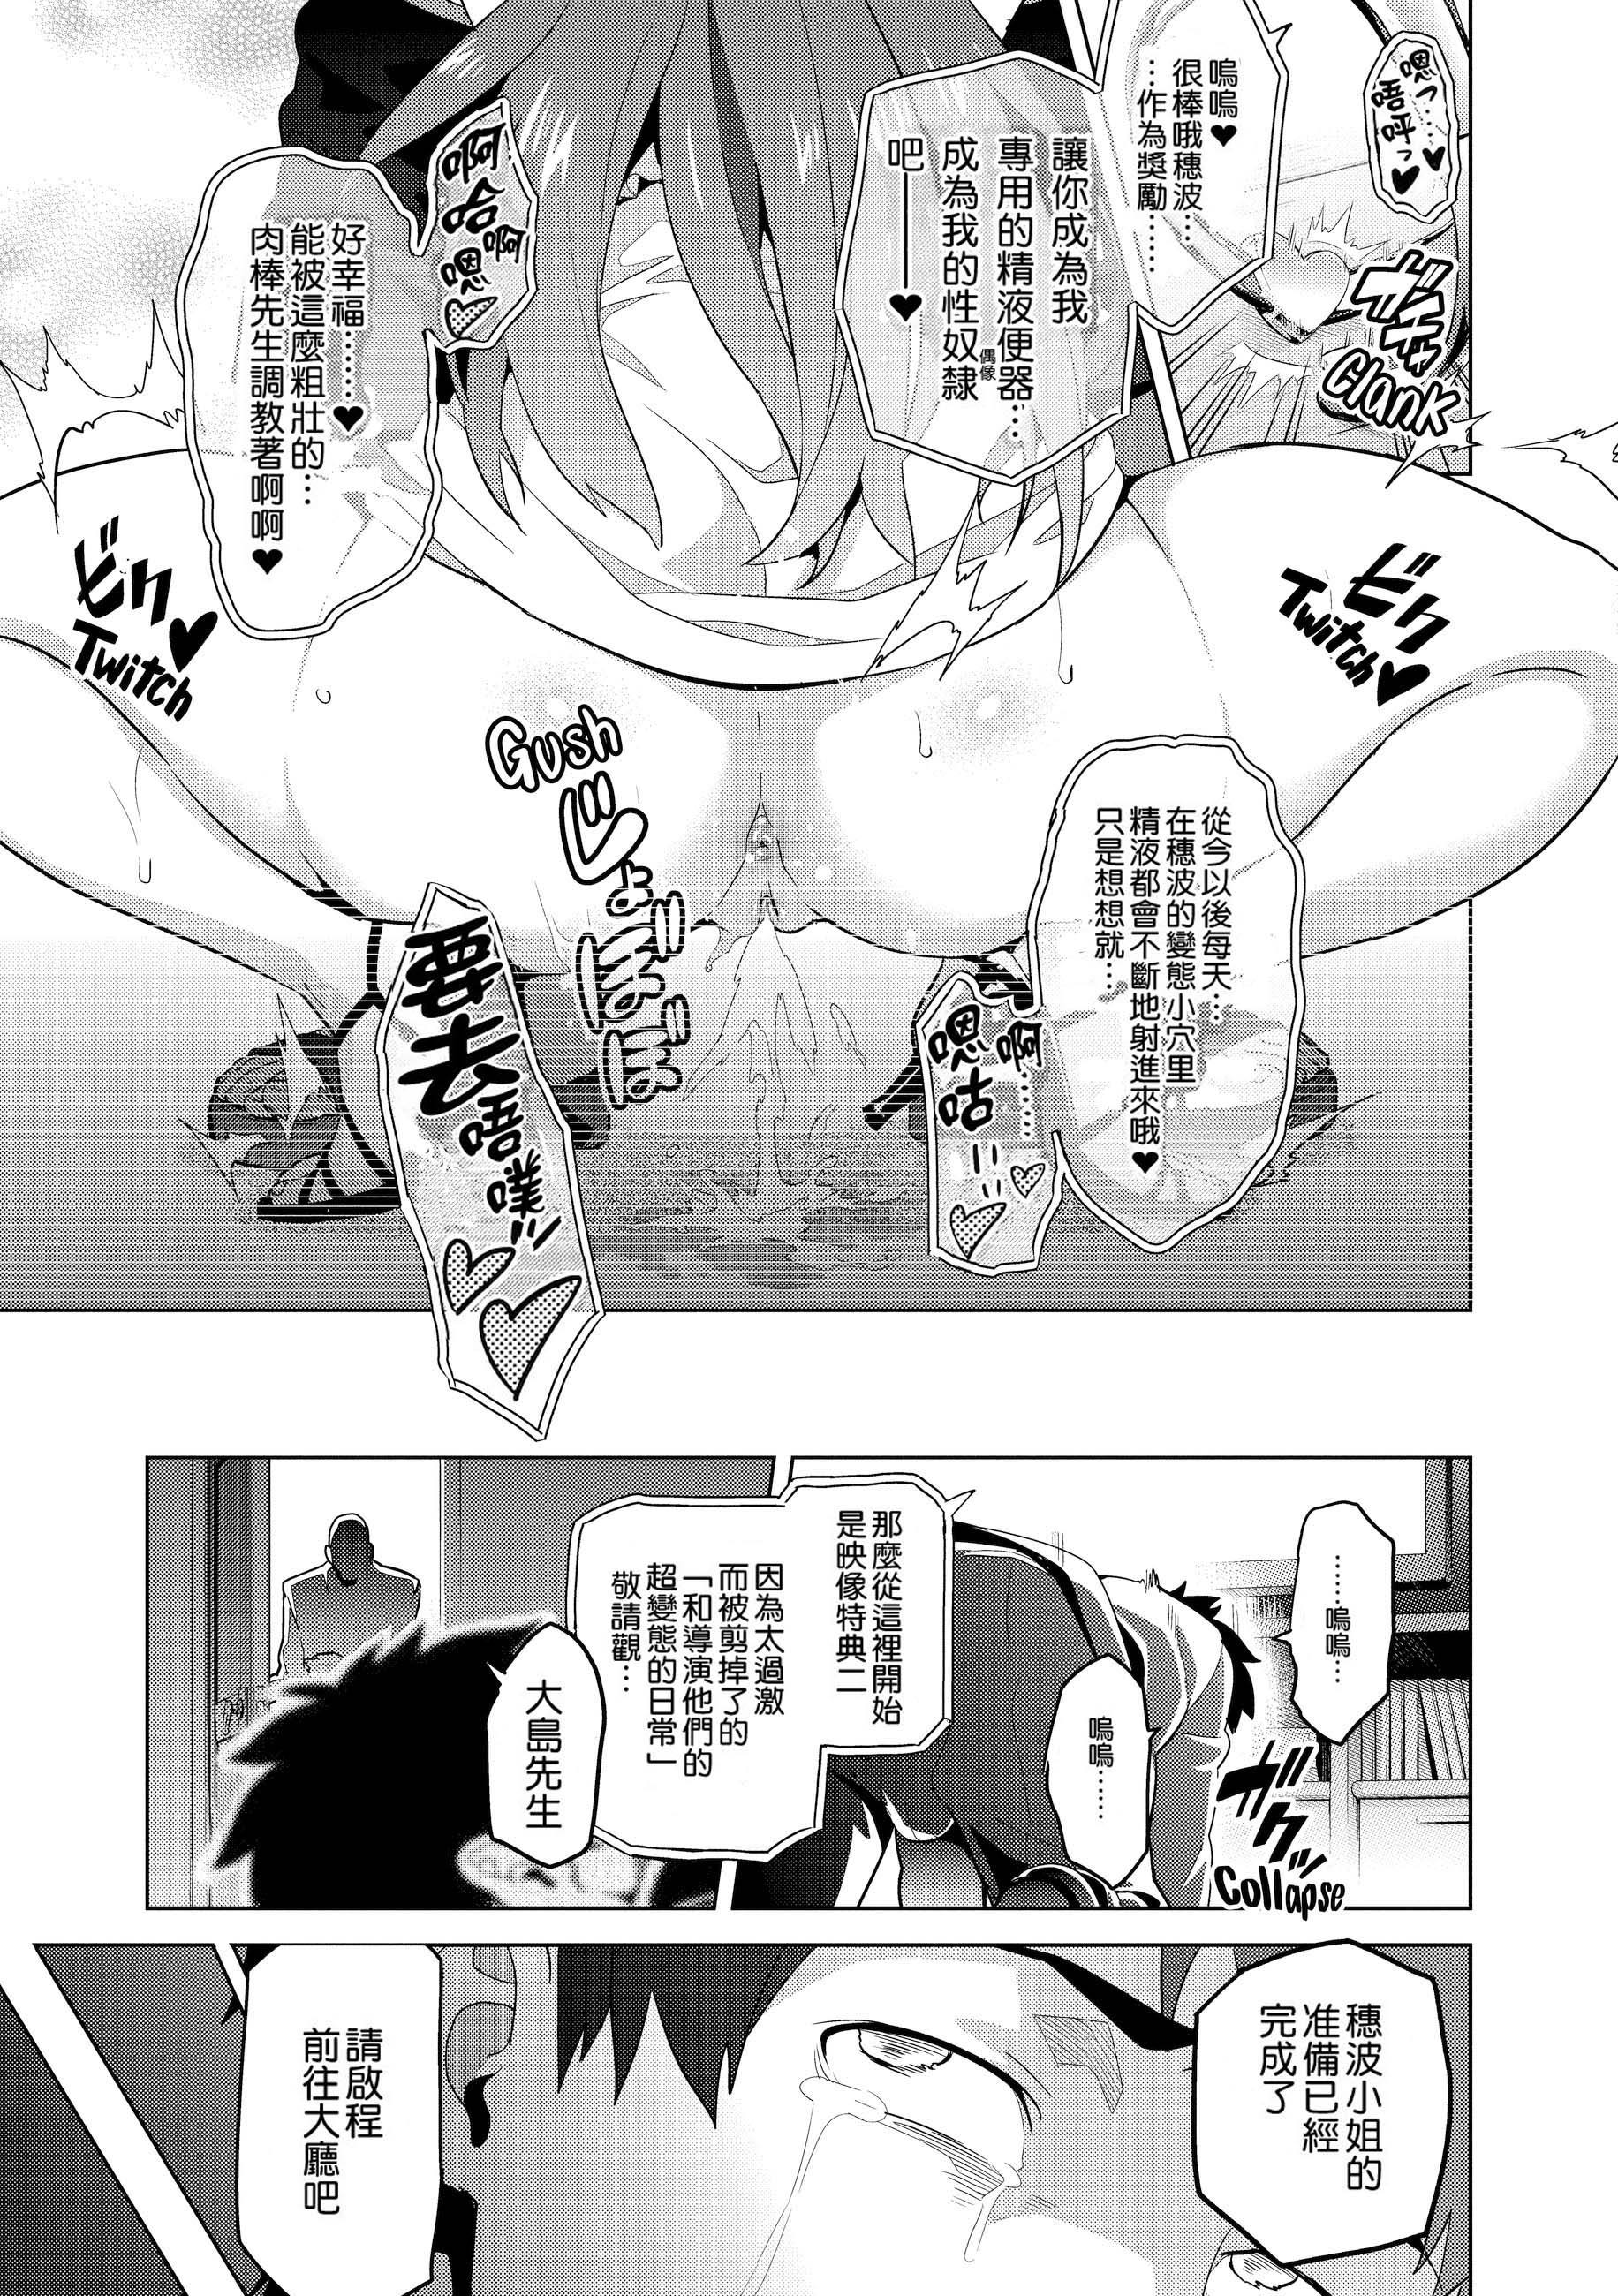 嗯っ……
唔呼っ♥
嗚嗚♥
很棒哦穗波…
…作為獎勵……
ガチャ
Clank
讓你成為我
專用的精液便器…
偶像
成為我的性奴隸
吧——♥
啊哈啊
嗯♥
好幸福……♥
能被這麼粗壯的…
肉棒先生調教著啊啊♥
ビク
Twitch
ビク♥
Twitch
從今以後每天…
在穗波的變態小穴里
精液都會不斷地射進來哦♥
只是想想就…
啊……
嗯咕
Gush
じょぼぼ
要去
唔噗
……嗚嗚…
嗚嗚……
ガクッ
Collapse
那麼從這裡開始
是映像特典二
因為太過激
而被剪掉了的
「和導演他們的
超變態的日常」
敬請觀…
大島先生
穗波小姐的
准備已經
完成了
請啟程
前往大廳吧